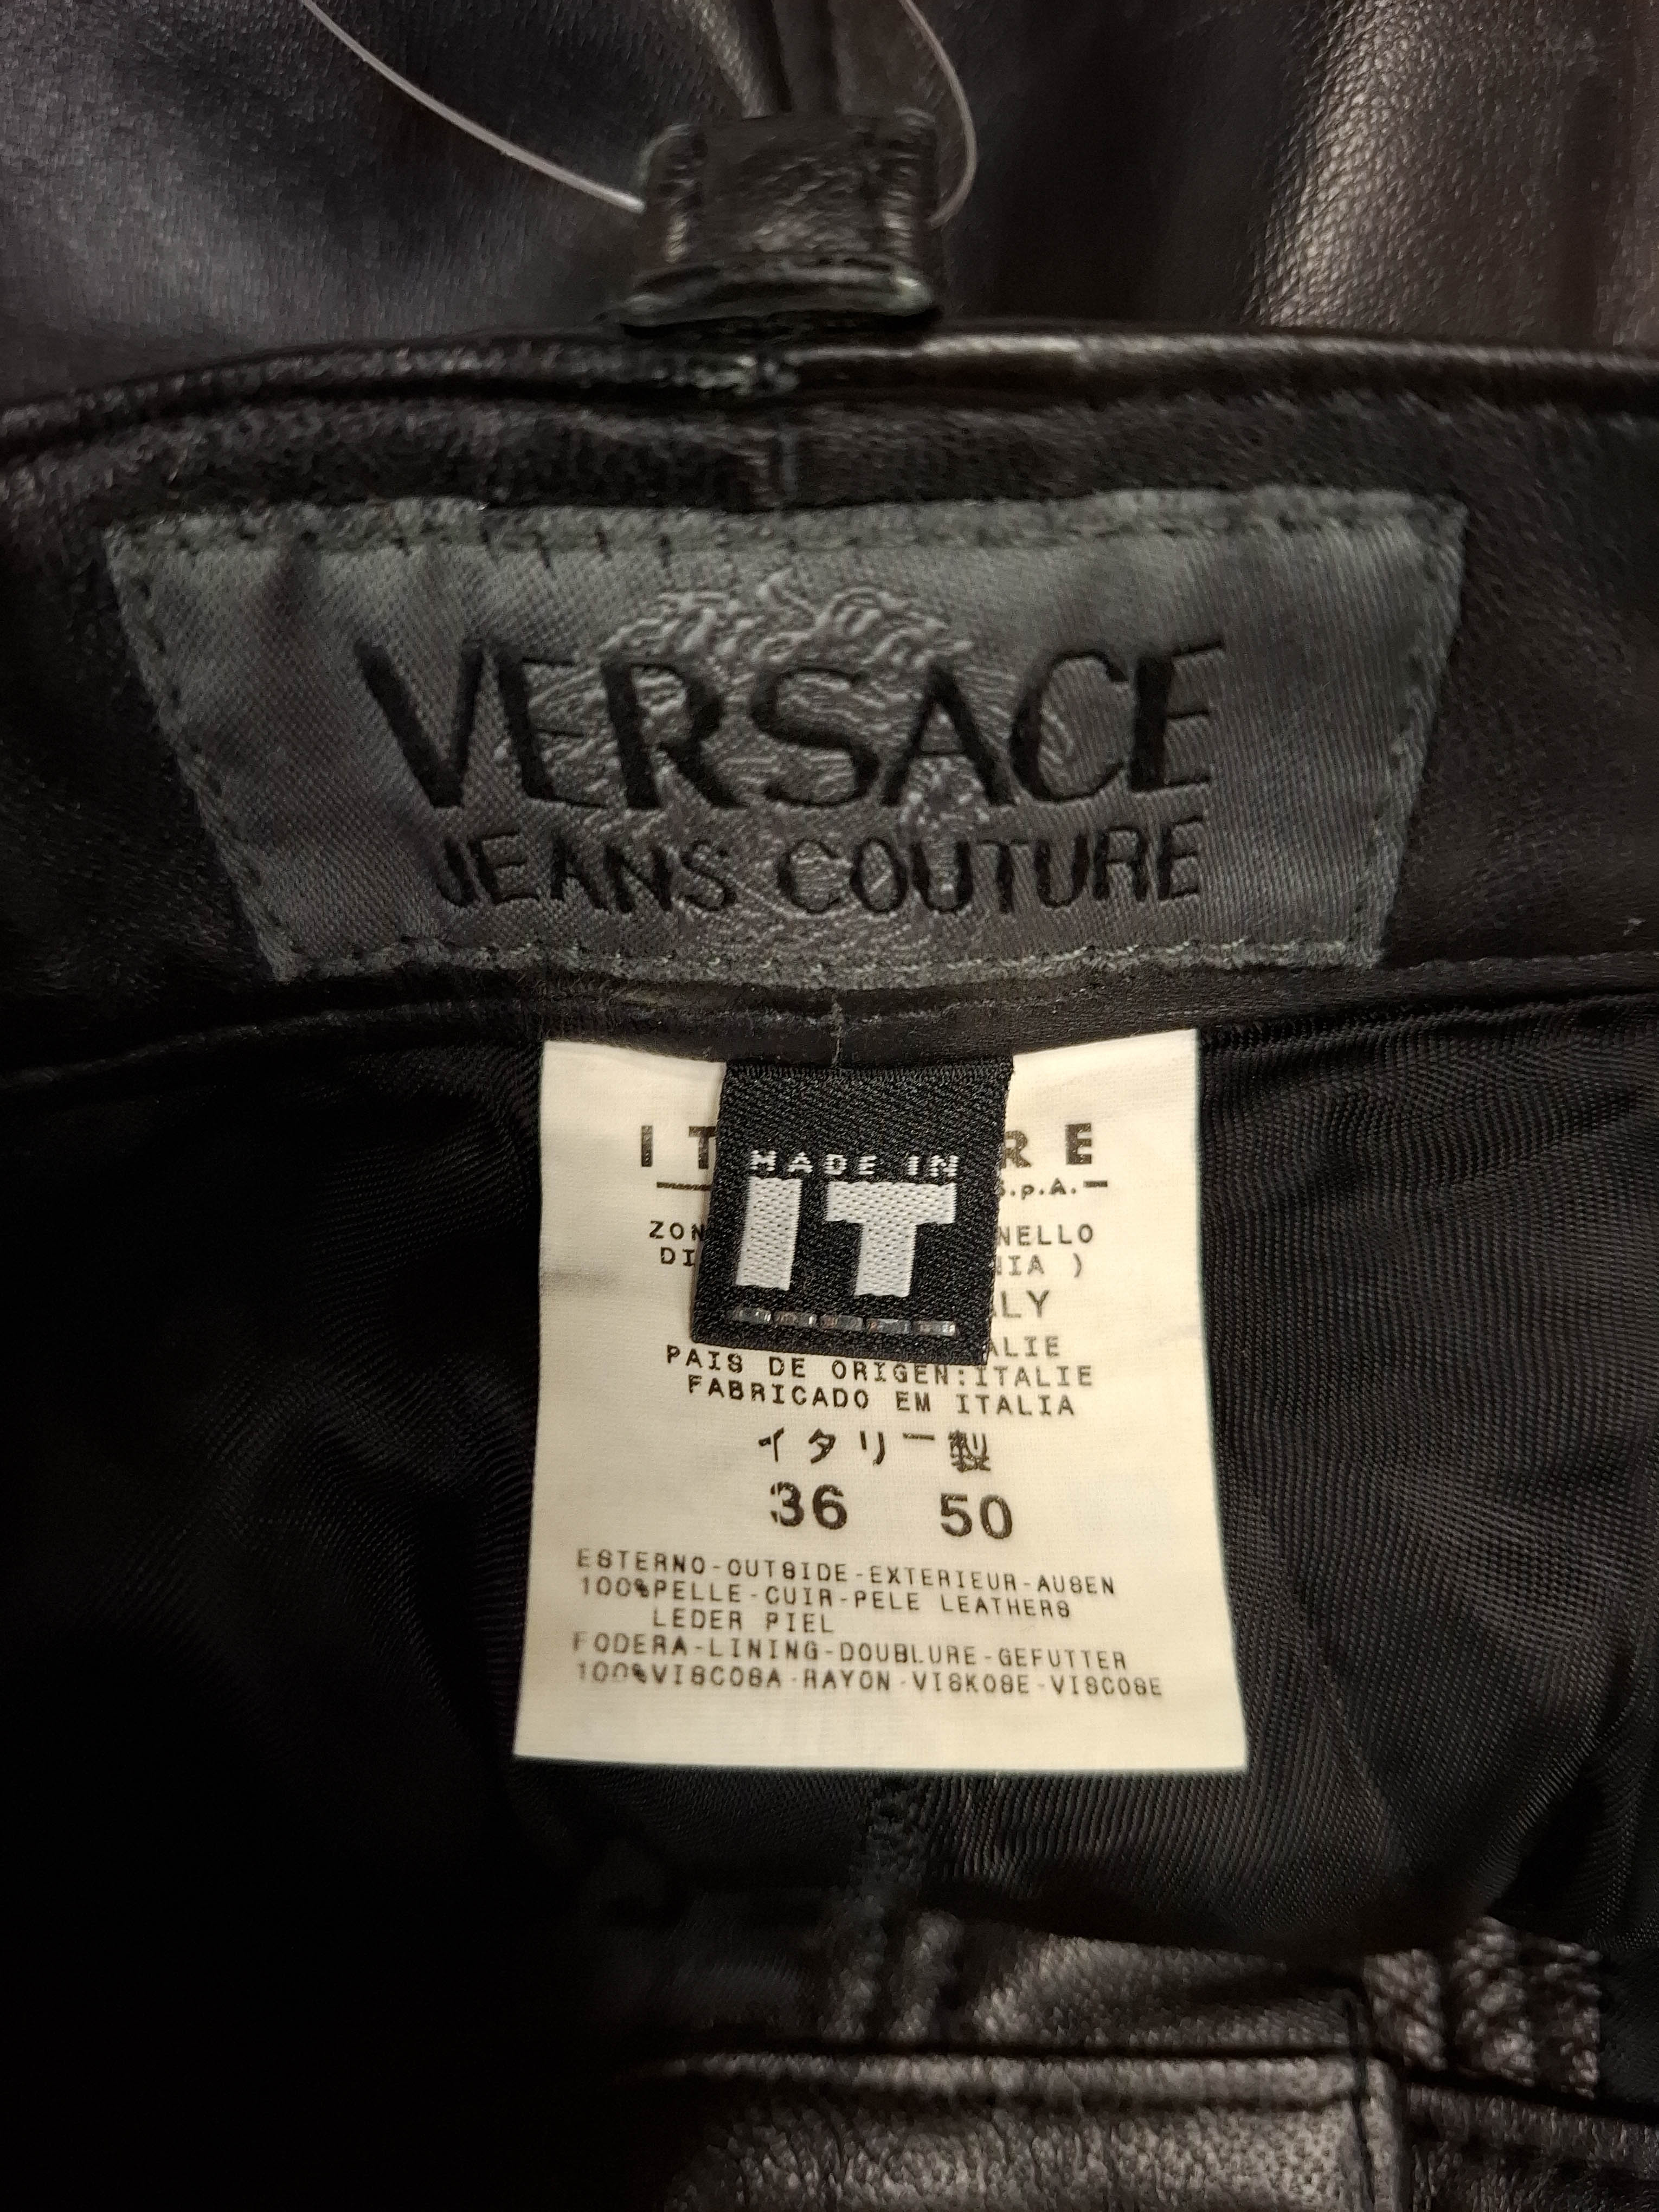 VERSACE
JEANS COUTURE
MADE IN
IT
S.p.A.
PAIS DE ORIGEN:ITALIE
FABRICADO EM ITALIA
イタリー製
36 50
ESTERNO-OUTSIDE-EXTERIEUR-AUSEN
100%PELLE-CUIR-PELE LEATHERS
LEDER PIEL
FODERA-LINING-DOUBLURE-GEFUTTER
100%VISCOSA-RAYON-VISKOSE-VISCOSE